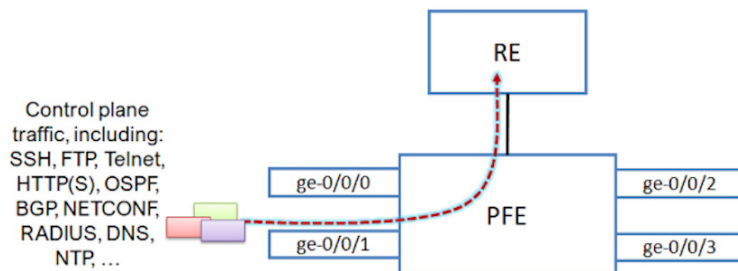 RE
Control plane
traffic, including:
SSH, FTP, Telnet,
HTTP(S), OSPF,
BGP, NETCONF,
RADIUS, DNS,
NTP, ...
ge-0/0/0
ge-0/0/1
PFE
ge-0/0/2
ge-0/0/3